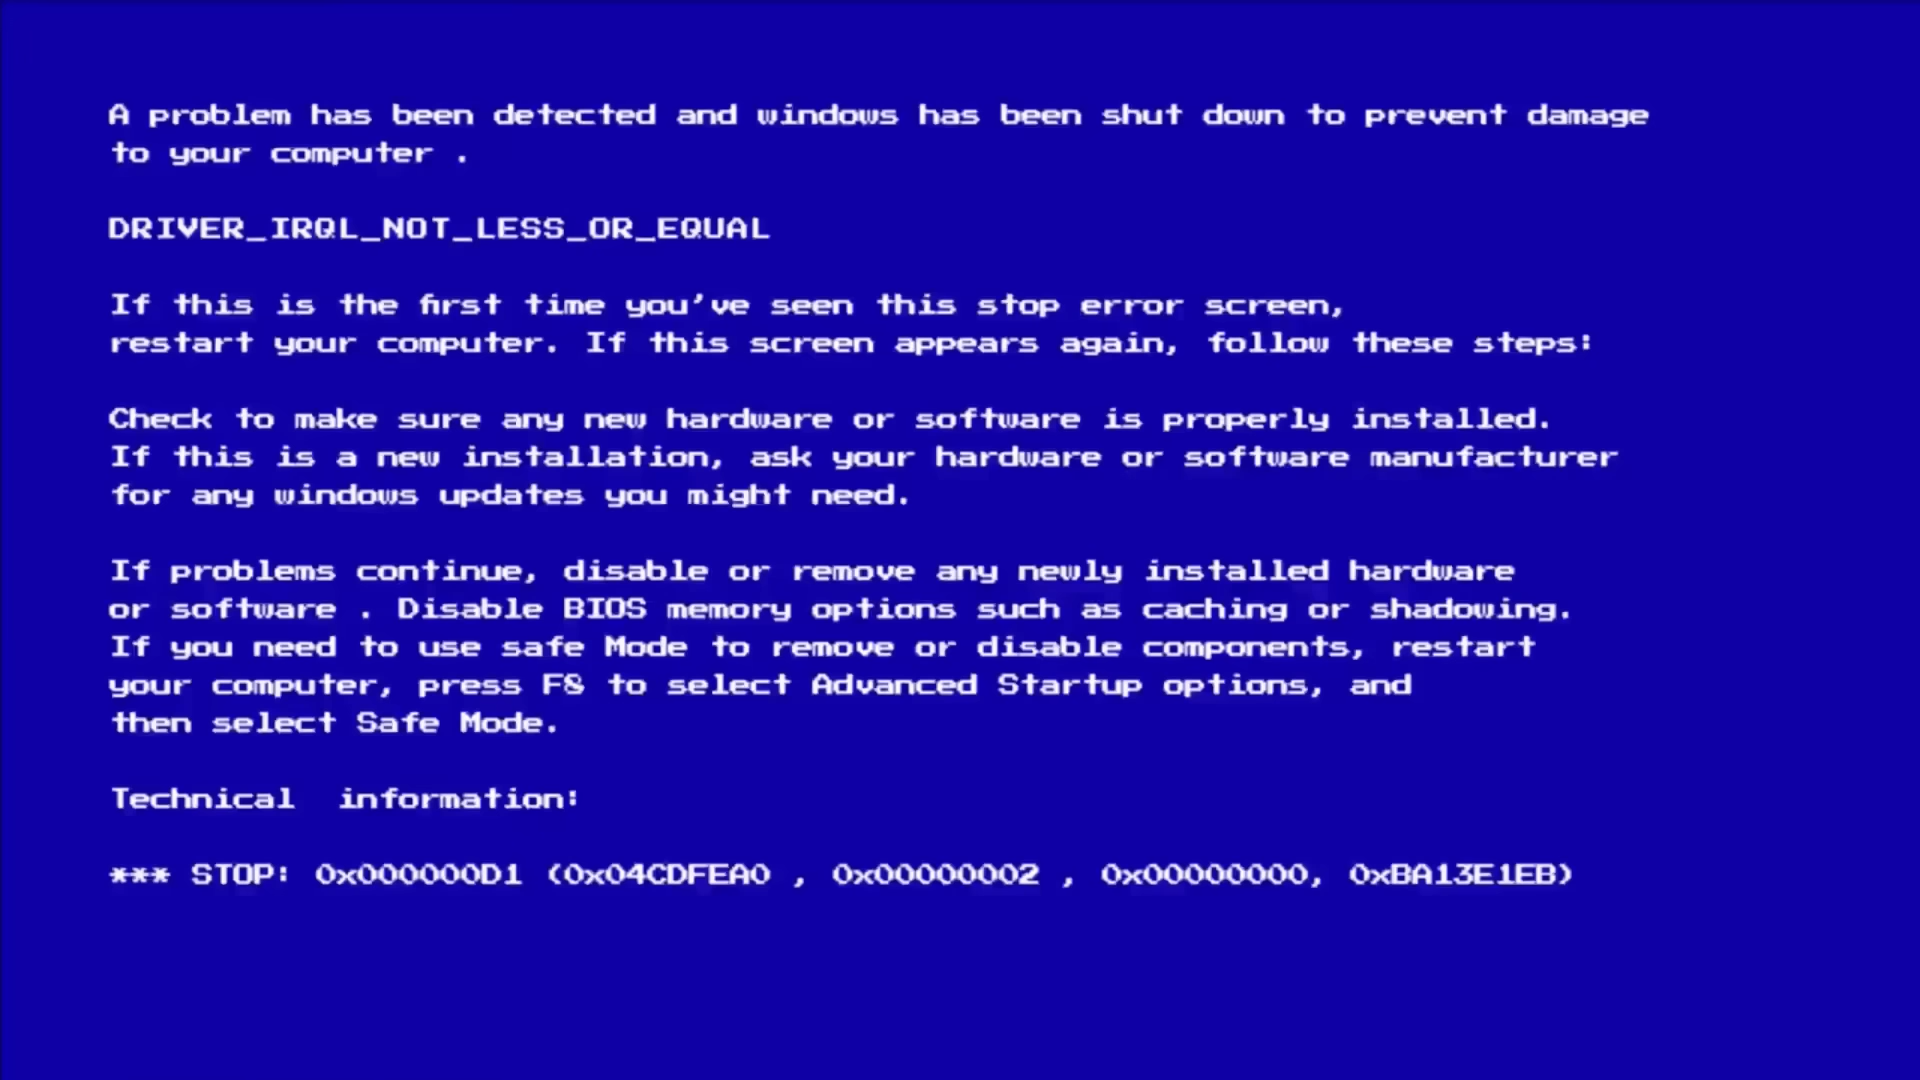 A problem has been detected and windows has been shut down to prevent damage
to your computer .
DRIVER_IRQL_NOT_LESS_OR_EQUAL
If this is the first time you've seen this stop error screen,
restart your computer. If this screen appears again, follow these steps:
Check to make sure any new hardware or software is properly installed.
If this is a new installation, ask your hardware or software manufacturer
for any windows updates you might need.
If problems continue, disable or remove any newly installed hardware
or software . Disable BIOS memory options such as caching or shadowing.
If you need to use safe Mode to remove or disable components, restart
your computer, press F& to select Advanced Startup options, and
then select Safe Mode.
Technical  information:
*** STOP: 0x000000D1 (0x04CDFEA0 , 0x00000002 , 0x00000000, 0xBA13E1EB)